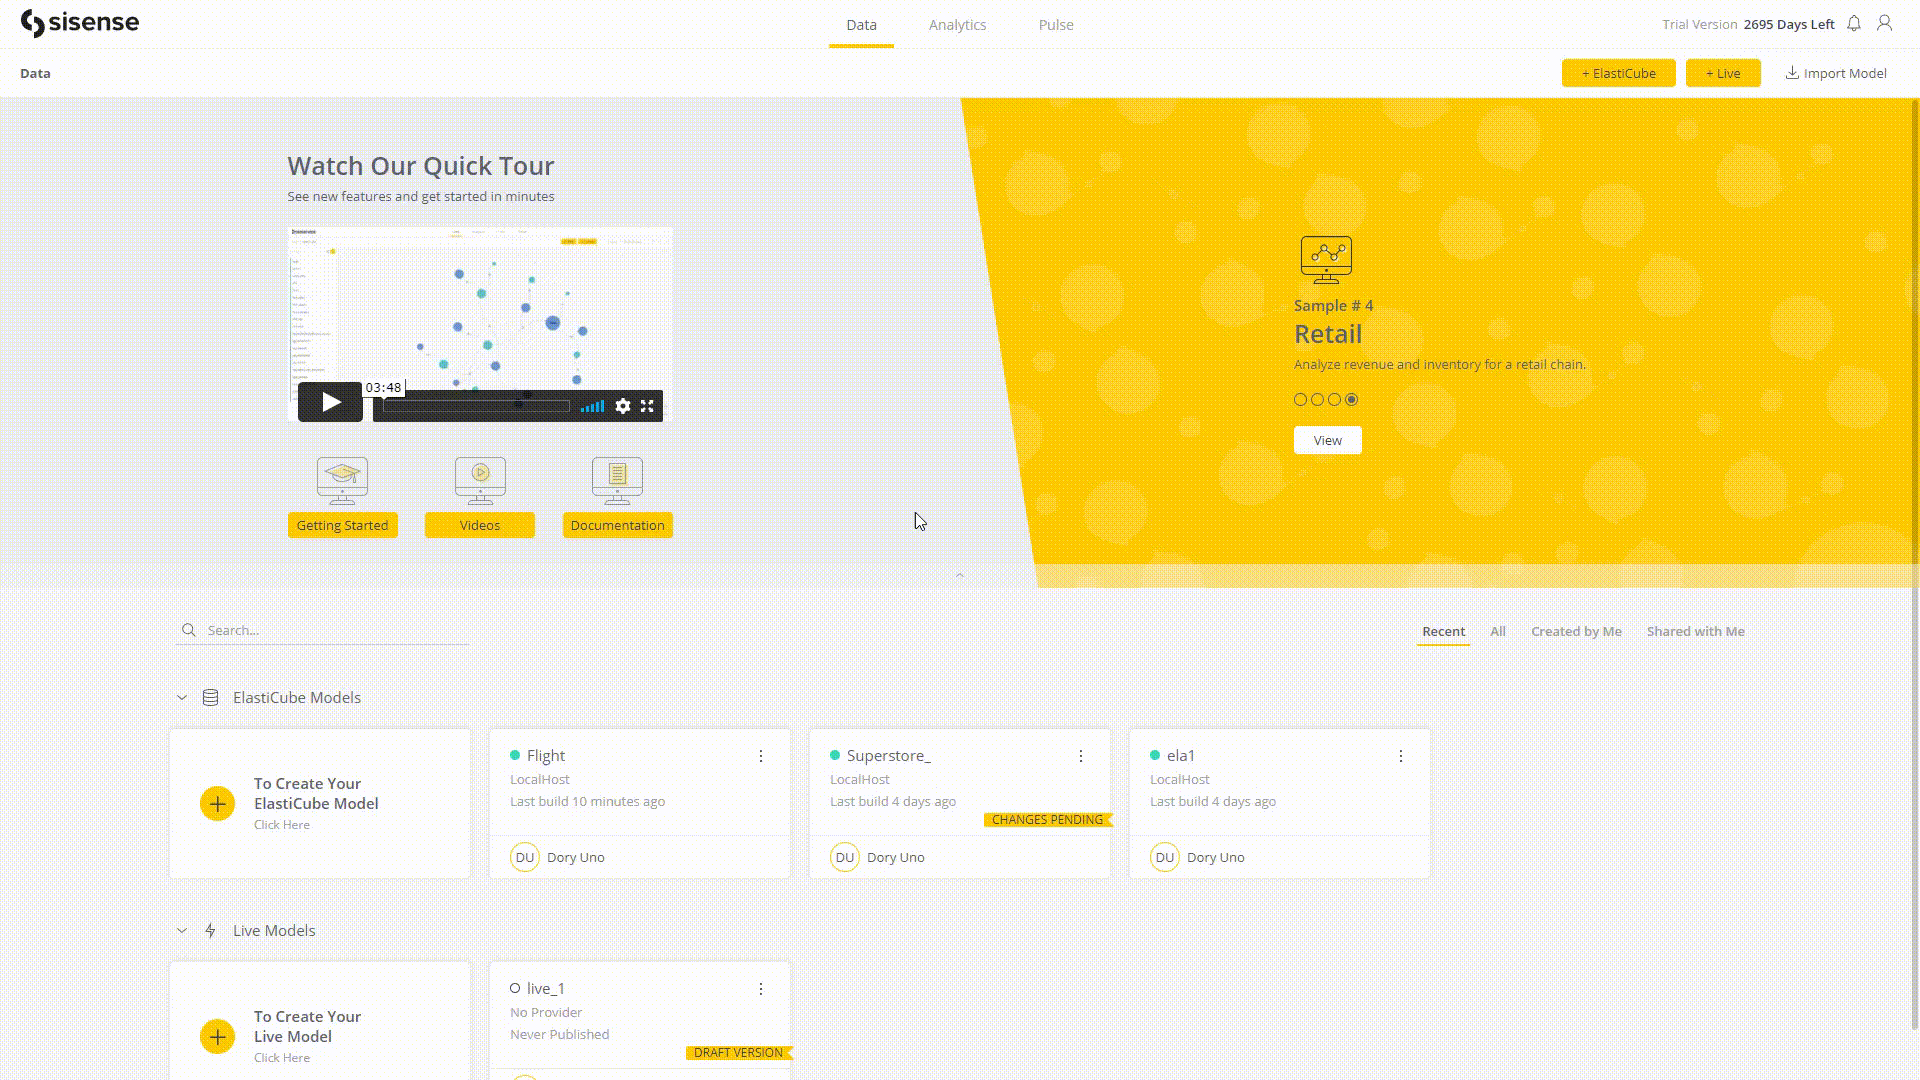 sisense
Data
Analytics
Pulse
Trial Version 2695 Days Left
Data
+ ElastiCube
+ Live
Import Model
Watch Our Quick Tour
See new features and get started in minutes
03:48
Getting Started
Videos
Documentation
Sample # 4
Retail
Analyze revenue and inventory for a retail chain.
View
Search...
Recent
All
Created by Me
Shared with Me
ElastiCube Models
To Create Your
ElastiCube Model
Click Here
Flight
LocalHost
Last build 10 minutes ago
DU Dory Uno
Superstore_
LocalHost
Last build 4 days ago
CHANGES PENDING
DU Dory Uno
ela1
LocalHost
Last build 4 days ago
DU Dory Uno
Live Models
To Create Your
Live Model
Click Here
live_1
No Provider
Never Published
DRAFT VERSION